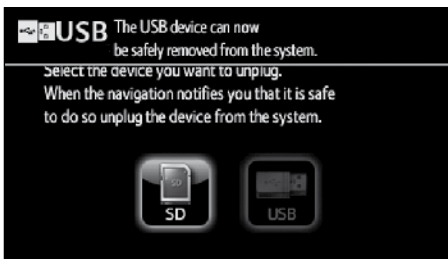 USB The USB device can now
be safely removed from the system.
Select the device you want to unplug.
When the navigation notifies you that it is safe
to do so unplug the device from the system.
SD
SD
USB